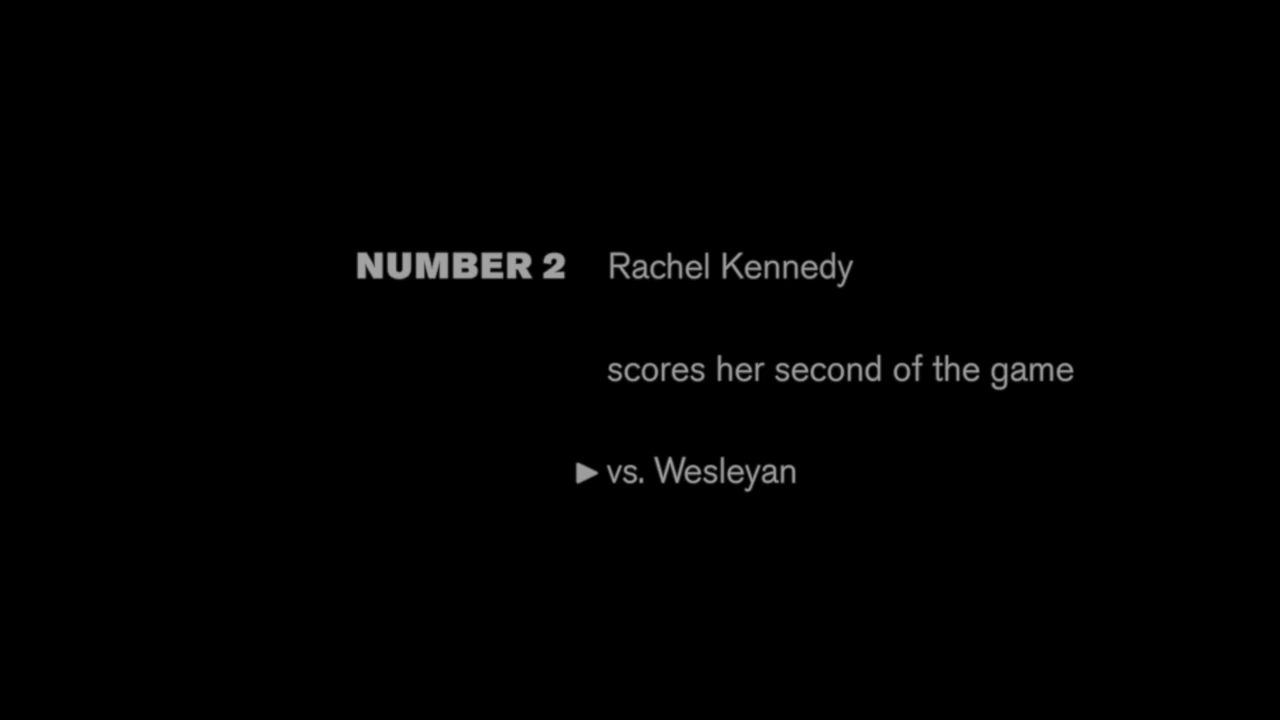 NUMBER 2 Rachel Kennedy
scores her second of the game
▶ vs. Wesleyan